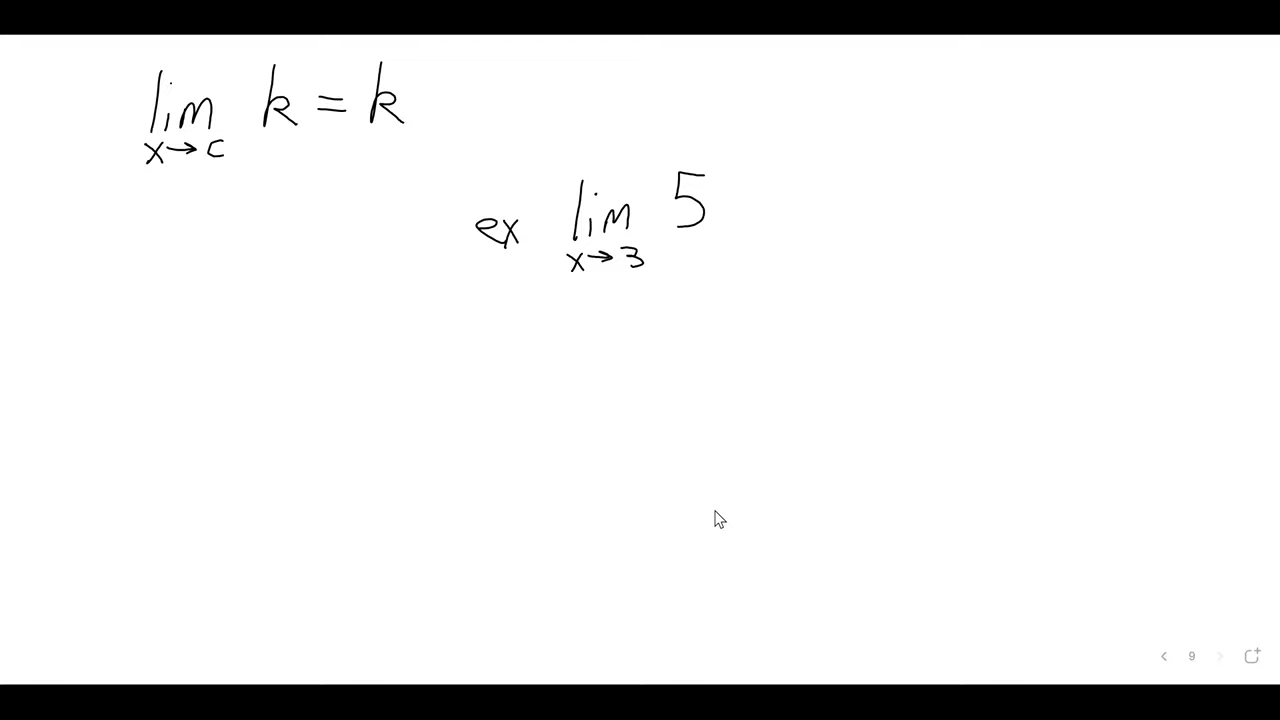 lim k = k
x→c
ex lim 5
x→3
9